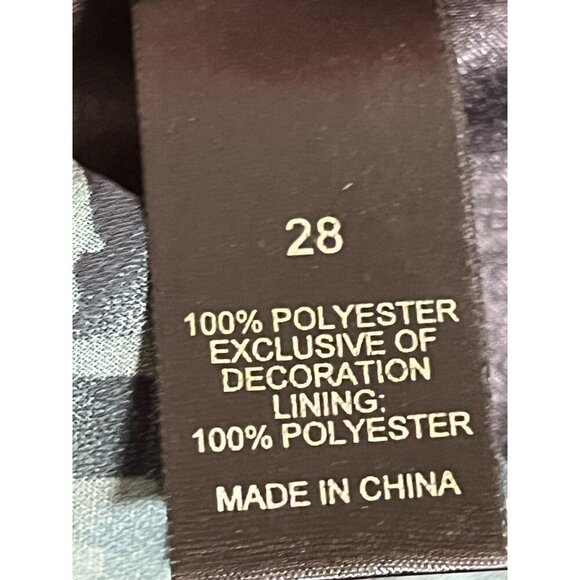 28
100% POLYESTER
EXCLUSIVE OF
DECORATION
LINING:
100% POLYESTER
MADE IN CHINA